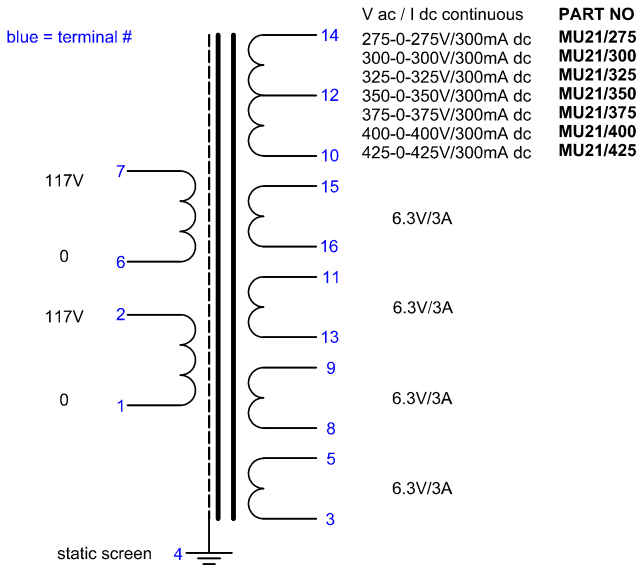 V ac / I dc continuous PART NO
blue = terminal # 14 275-0-275V/300mA dc MU21/275
300-0-300V/300mA dc MU21/300
325-0-325V/300mA dc MU21/325
12 350-0-350V/300mA dc MU21/350
375-0-375V/300mA dc MU21/375
400-0-400V/300mA dc MU21/400
10 425-0-425V/300mA dc MU21/425
117V 7 15
6.3V/3A
0 6 16
11
117V 2 6.3V/3A
13
9
0 1 6.3V/3A
8
5
6.3V/3A
3
static screen 4